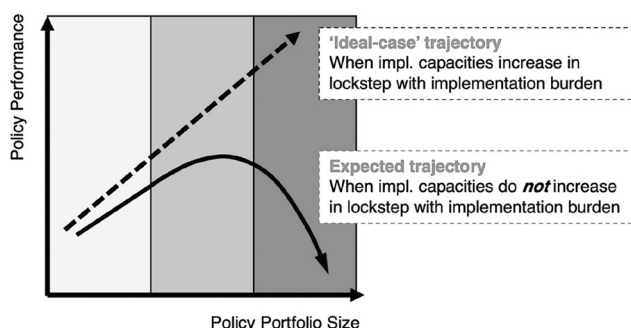 Policy Performance
'Ideal-case' trajectory
When impl. capacities increase in
lockstep with implementation burden
Expected trajectory
When impl. capacities do not increase
in lockstep with implementation burden
Policy Portfolio Size